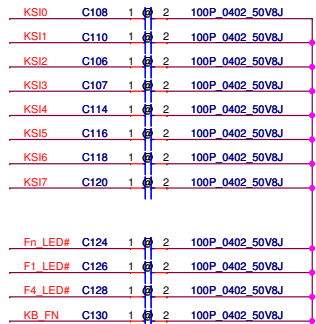 KSI0 C108 1 @ 2 100P_0402_50V8J
KSI1 C110 1 @ 2 100P_0402_50V8J
KSI2 C106 1 @ 2 100P_0402_50V8J
KSI3 C107 1 @ 2 100P_0402_50V8J
KSI4 C114 1 @ 2 100P_0402_50V8J
KSI5 C116 1 @ 2 100P_0402_50V8J
KSI6 C118 1 @ 2 100P_0402_50V8J
KSI7 C120 1 @ 2 100P_0402_50V8J
Fn_LED# C124 1 @ 2 100P_0402_50V8J
F1_LED# C126 1 @ 2 100P_0402_50V8J
F4_LED# C128 1 @ 2 100P_0402_50V8J
KB_FN C130 1 @ 2 100P_0402_50V8J